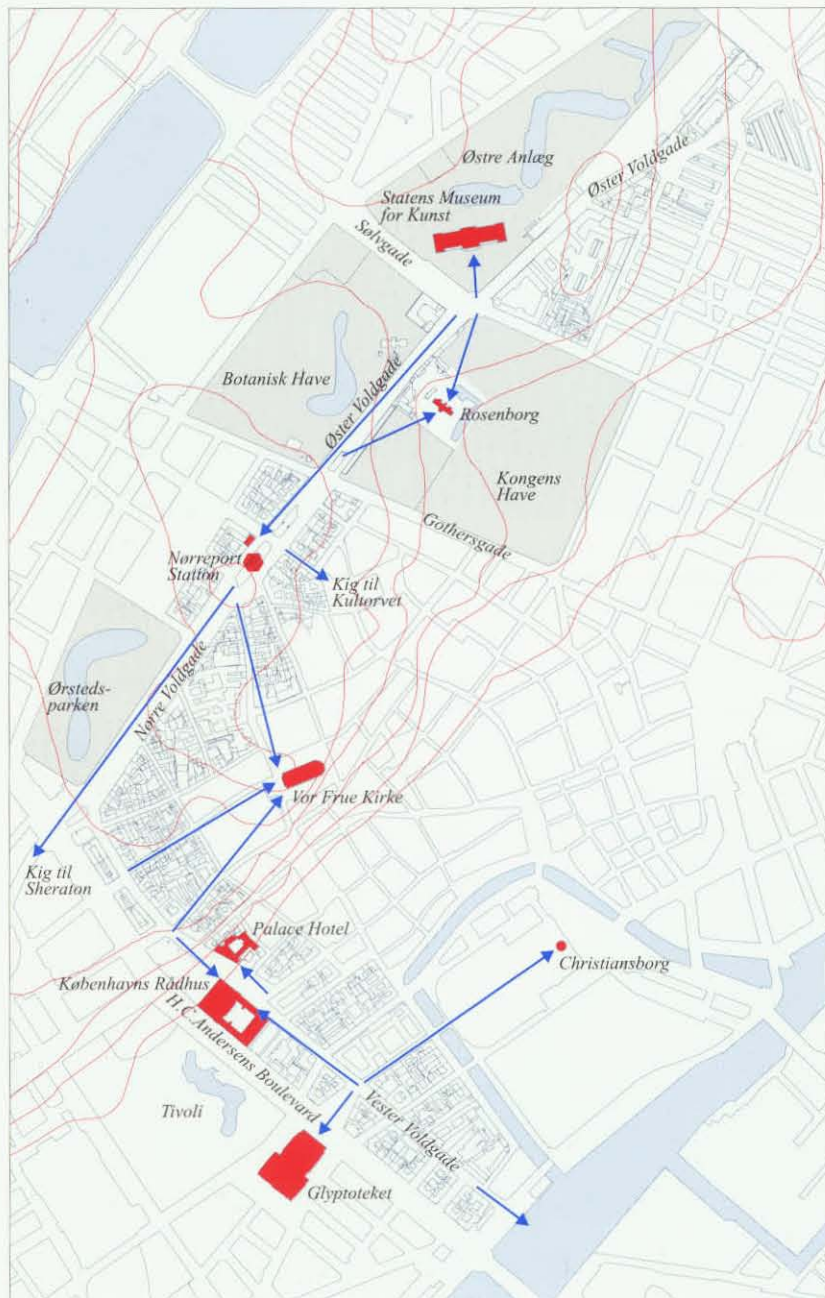 Østre Anlæg
Øster Voldgade
Statens Museum
for Kunst
Sølvgade
Botanisk Have
Øster Voldgade
Rosenborg
Kongens
Have
Gothersgade
Nørreport
Station
Kig til
Kultorvet
Ørsteds-
parken
Nørre Voldgade
Vor Frue Kirke
Kig til
Sheraton
Palace Hotel
Christiansborg
Københavns Rådhus
H.C.Andersens Boulevard
Tivoli
Vester Voldgade
Glyptoteket